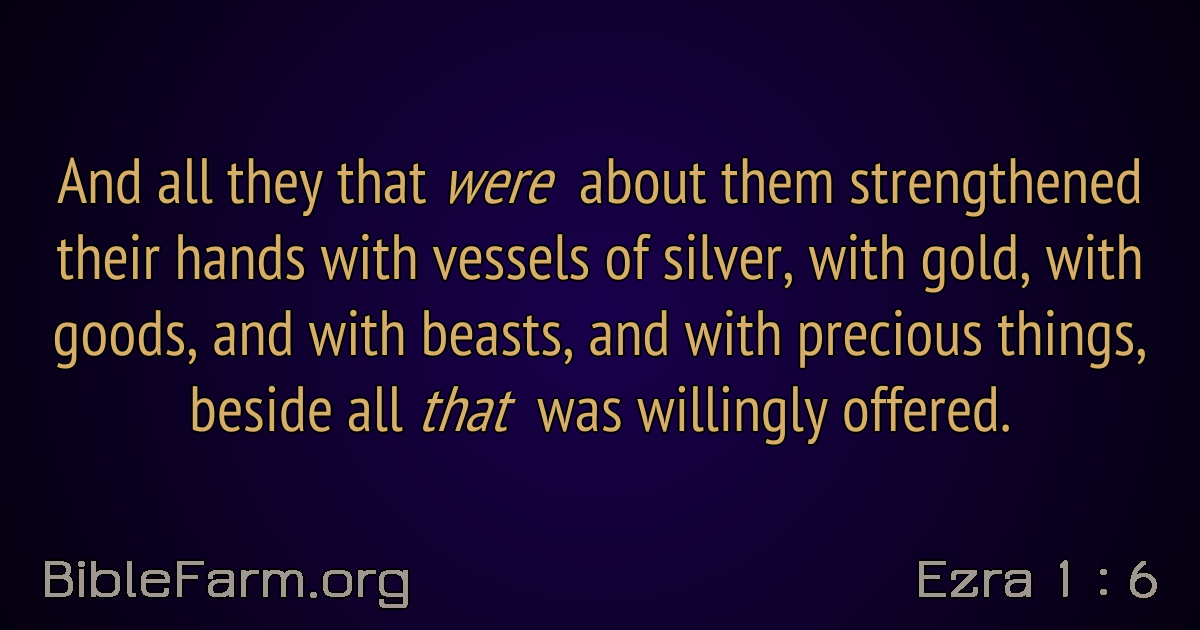 And all they that were about them strengthened
their hands with vessels of silver, with gold, with
goods, and with beasts, and with precious things,
beside all that was willingly offered.
BibleFarm.org
Ezra 1 : 6